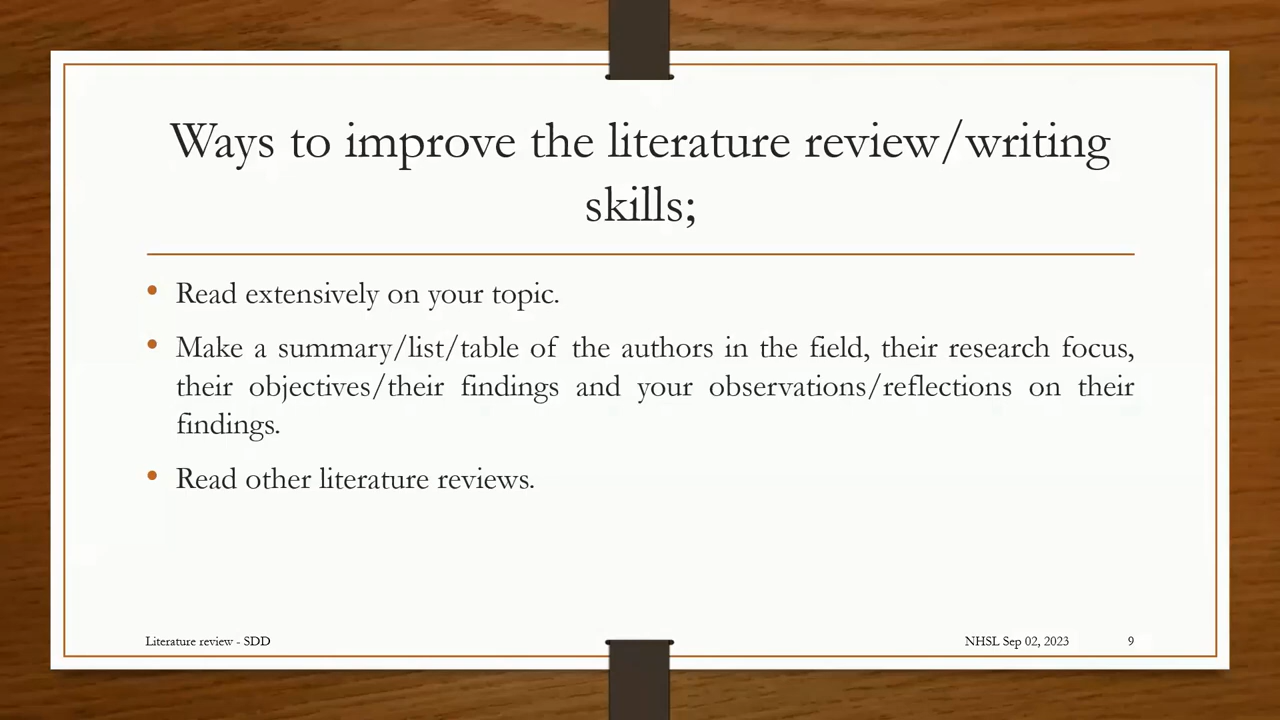 Ways to improve the literature review/writing
skills;
• Read extensively on your topic.
• Make a summary/list/table of the authors in the field, their research focus,
their objectives/their findings and your observations/reflections on their
findings.
• Read other literature reviews.
Literature review - SDD
NHSL Sep 02, 2023
9